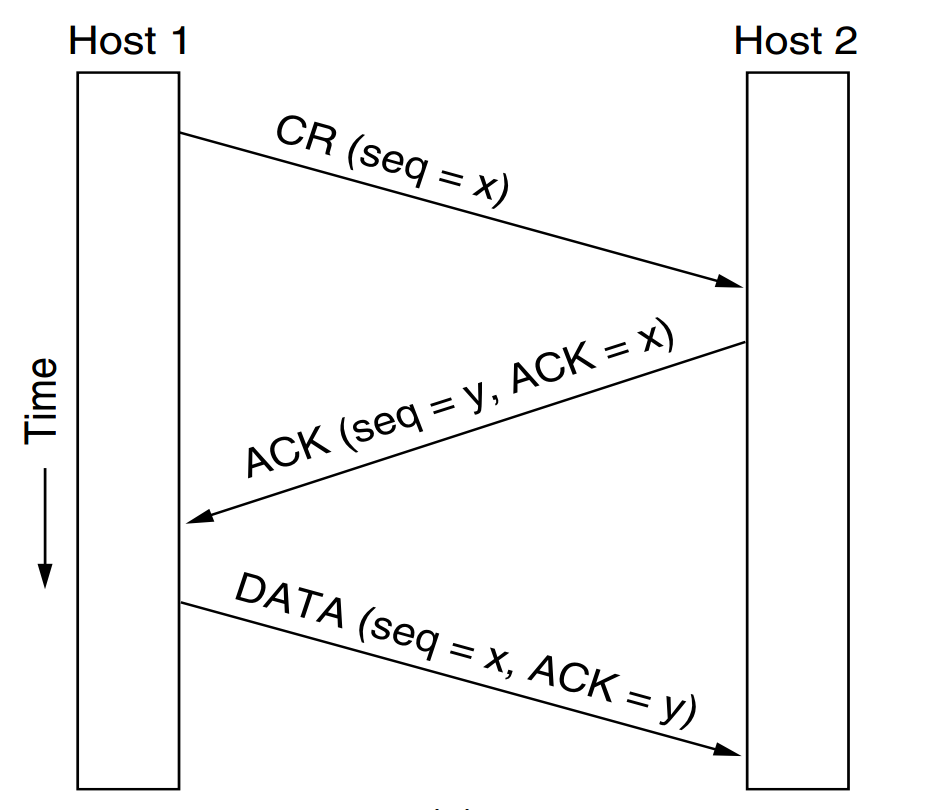 Host 1
Host 2
CR (seq = x)
ACK (seq = y, ACK = x)
Time
DATA (seq = x, ACK = y)